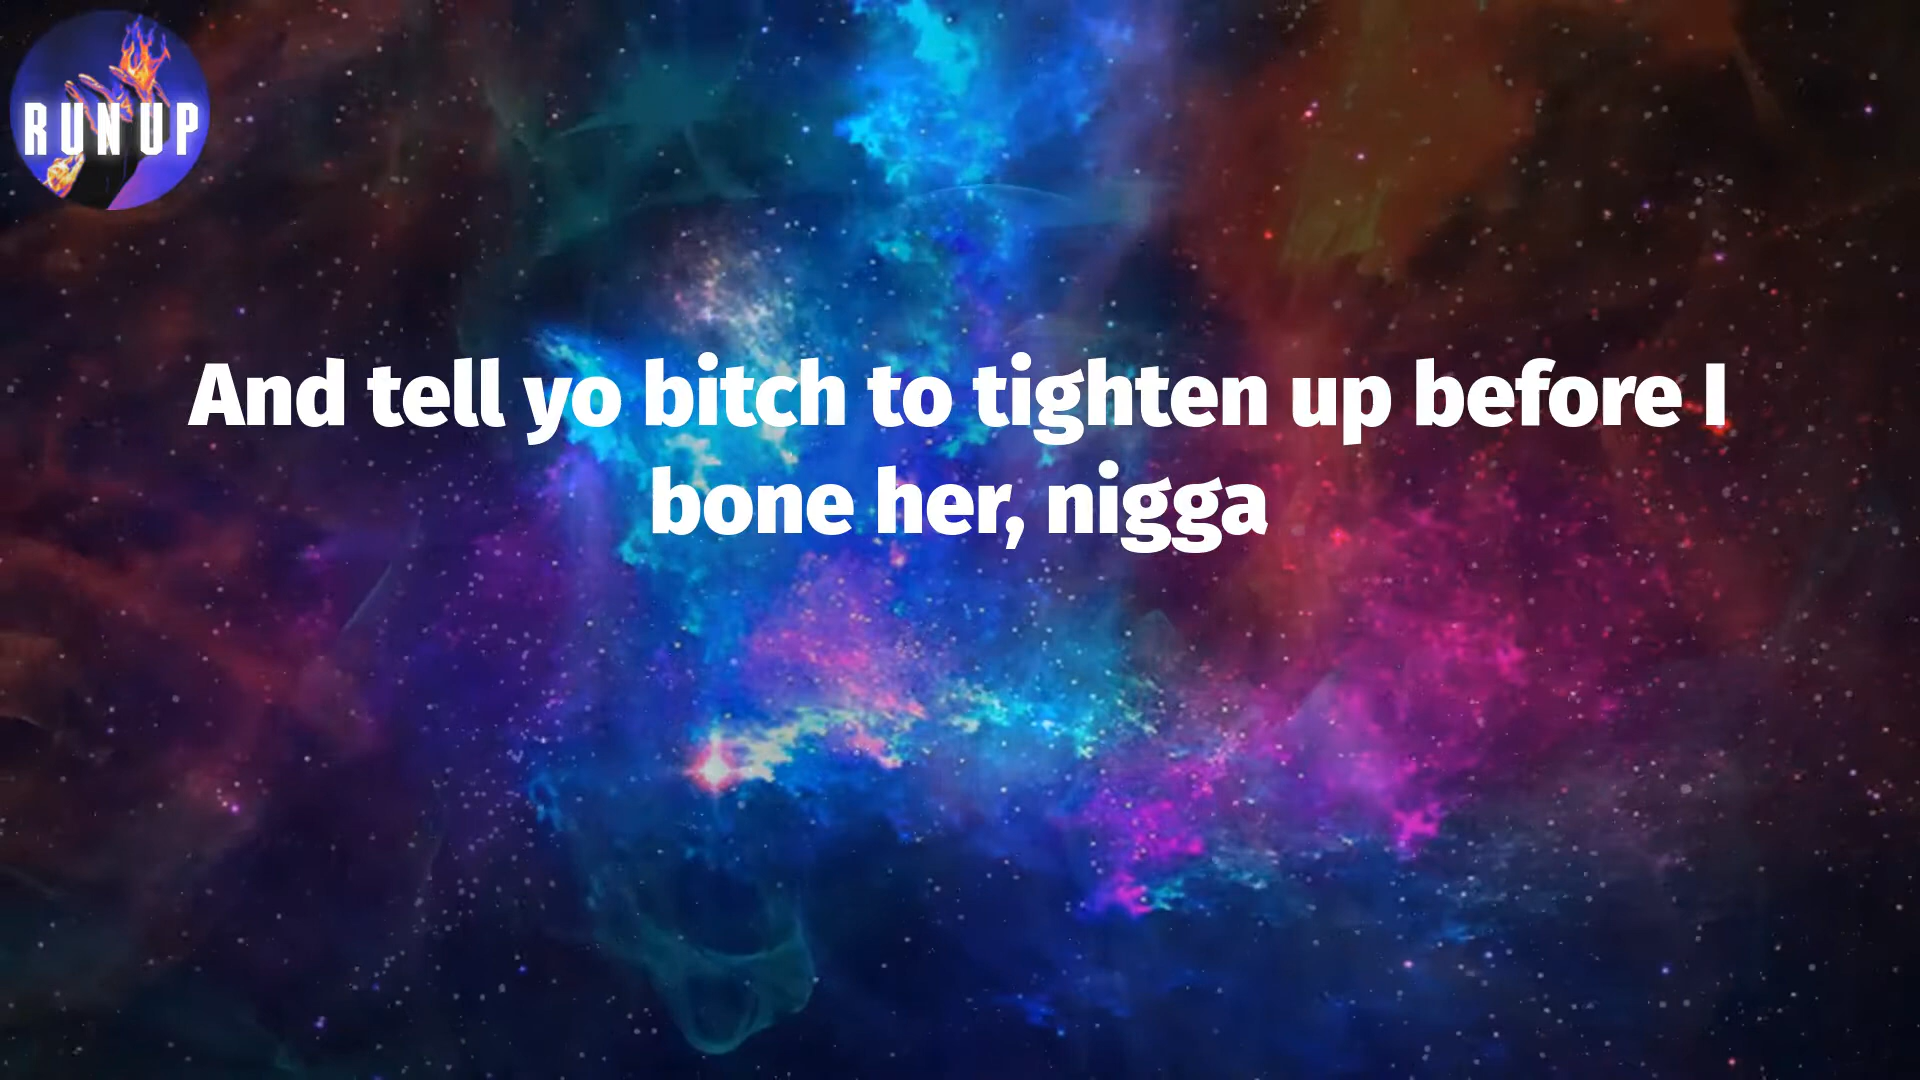 RUN UP
And tell yo bitch to tighten up before I
bone her, nigga